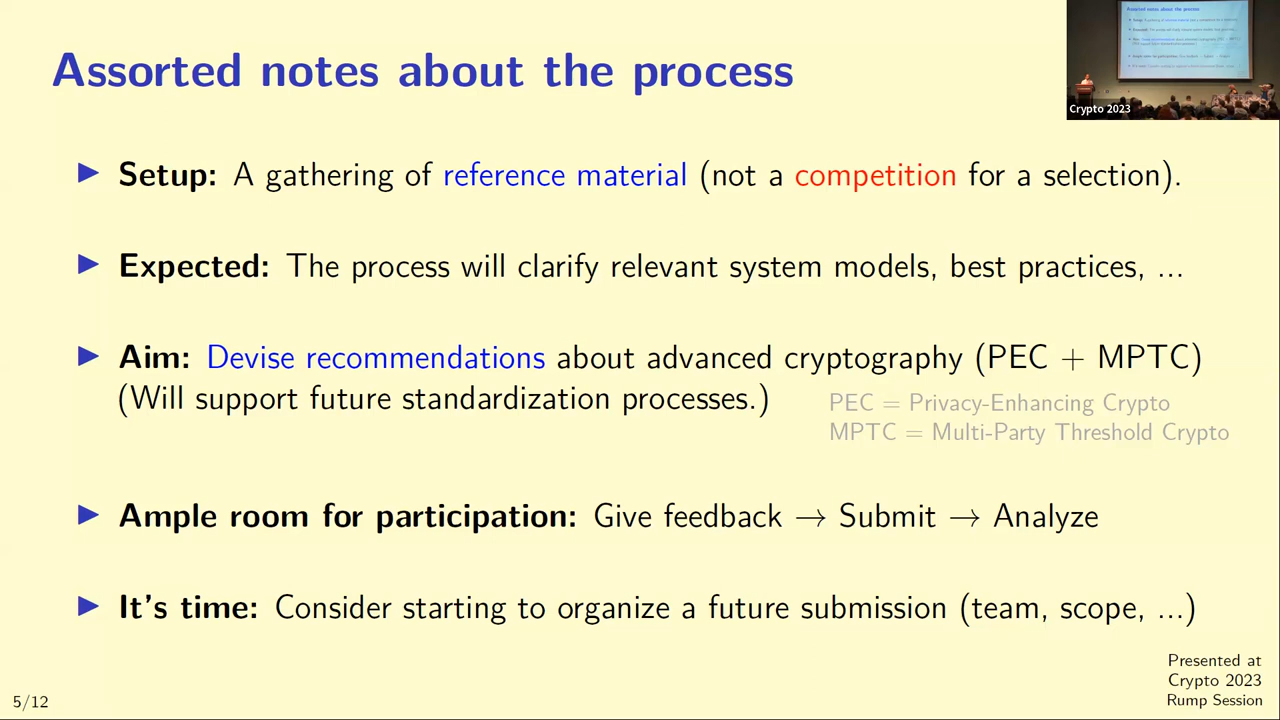 Assorted notes about the process
Crypto 2023
▶ Setup: A gathering of reference material (not a competition for a selection).
▶ Expected: The process will clarify relevant system models, best practices, ...
▶ Aim: Devise recommendations about advanced cryptography (PEC + MPTC)
(Will support future standardization processes.)
PEC = Privacy-Enhancing Crypto
MPTC = Multi-Party Threshold Crypto
▶ Ample room for participation: Give feedback → Submit → Analyze
▶ It's time: Consider starting to organize a future submission (team, scope, ...)
Presented at
Crypto 2023
Rump Session
5/12